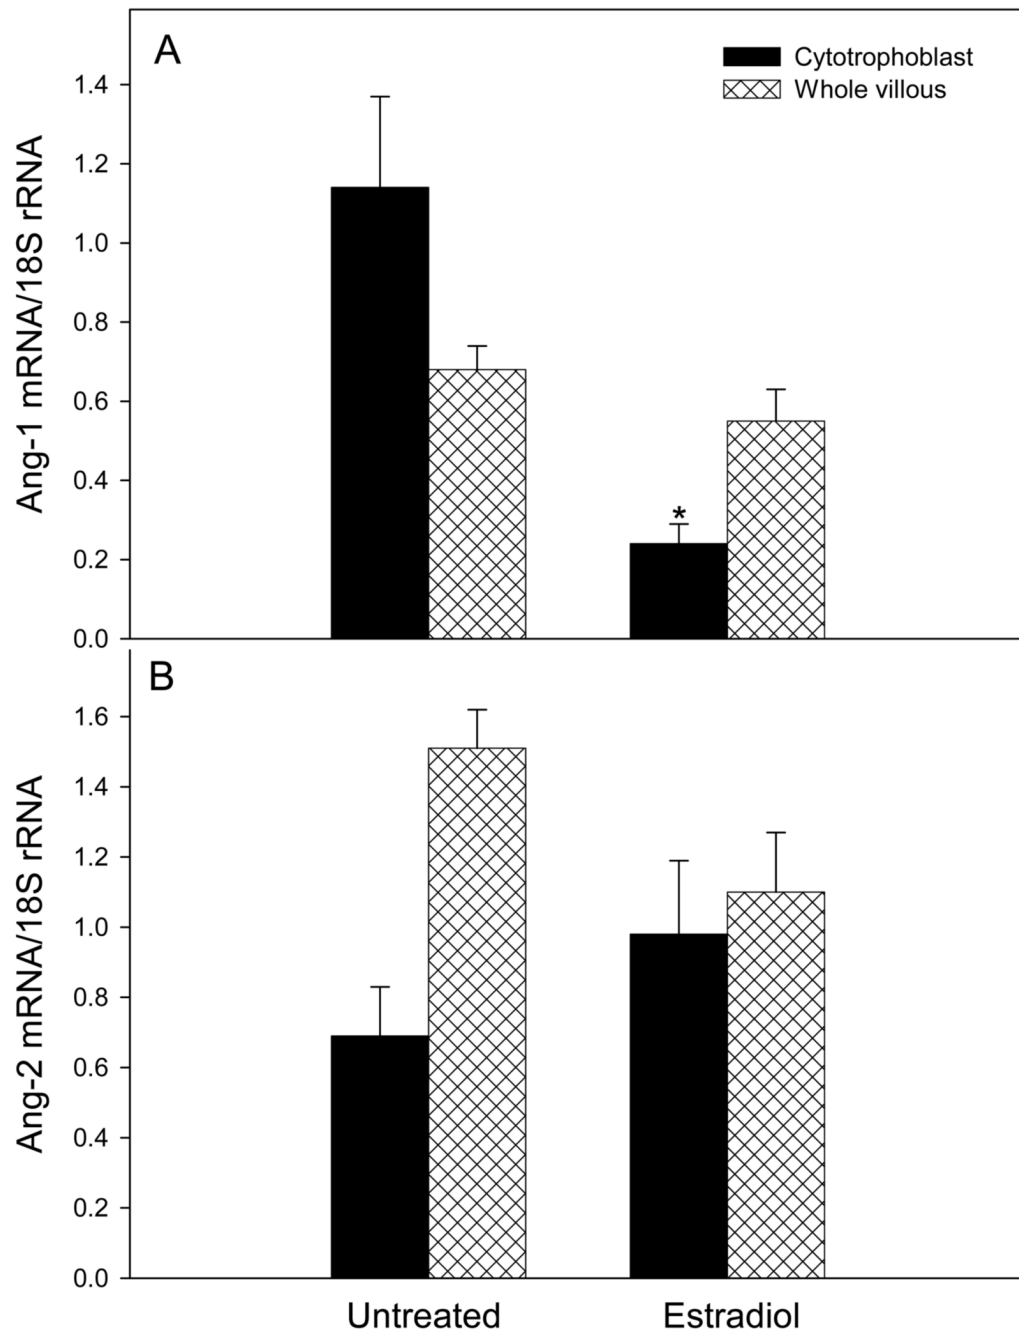 A
Cytotrophoblast
Whole villous
Ang-1 mRNA/18S rRNA
1.4
1.2
1.0
0.8
0.6
0.4
0.2
0.0
*
B
Ang-2 mRNA/18S rRNA
1.6
1.4
1.2
1.0
0.8
0.6
0.4
0.2
0.0
Untreated Estradiol